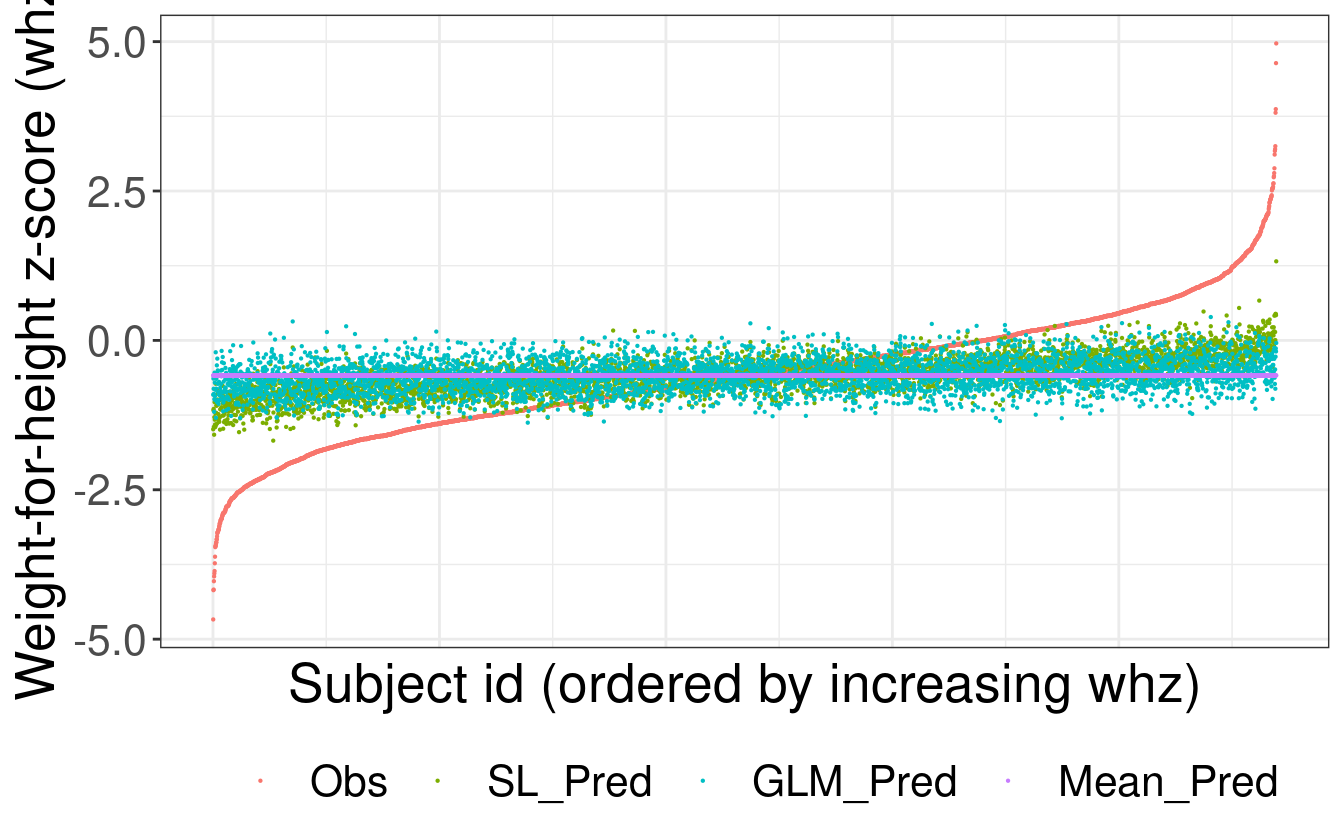 Weight-for-height z-score (whz
5.0
2.5
0.0
-2.5
-5.0
Subject id (ordered by increasing whz)
Obs SL_Pred GLM_Pred Mean_Pred